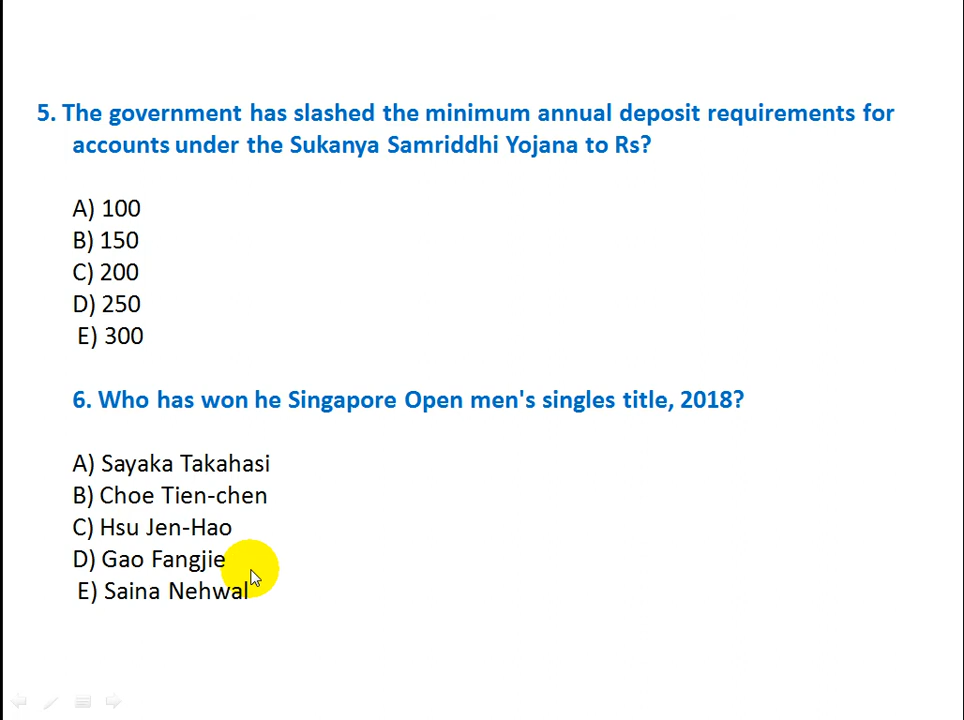 5. The government has slashed the minimum annual deposit requirements for
accounts under the Sukanya Samriddhi Yojana to Rs?
A) 100
B) 150
C) 200
D) 250
E) 300
6. Who has won he Singapore Open men's singles title, 2018?
A) Sayaka Takahasi
B) Choe Tien-chen
C) Hsu Jen-Hao
D) Gao Fangjie
E) Saina Nehwal